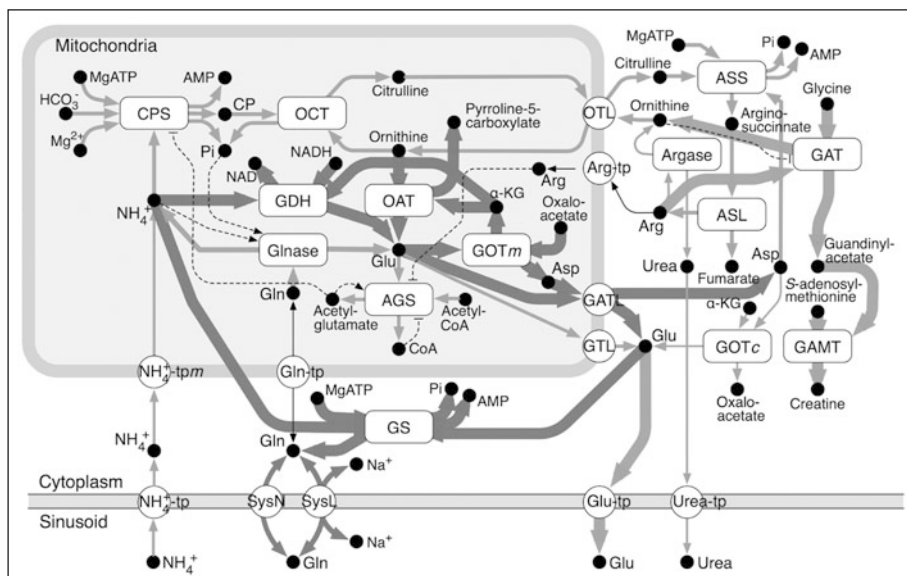 Mitochondria
MgATP
AMP
HCO3-
CPS
CP
OCT
Citrulline
Mg2+
Pi
Ornithine
Pyrroline-5-
carboxylate
NAD
NADH
GDH
OAT
α-KG
Oxalo-
acetate
NH4+
Glnase
Glu
GOTm
Asp
Gln
Acetyl-
glutamate
AGS
Acetyl-
CoA
CoA
OTL
Arg-tp
Arg
GATL
GTL
Glu
MgATP
Citrulline
ASS
Pi
AMP
Ornithine
Argino-
succinate
Glycine
Argase
GAT
Arg
ASL
Urea
Fumarate
Asp
Guandinyl-
acetate
S-adenosyl-
methionine
α-KG
GOTc
GAMT
Oxalo-
acetate
Creatine
NH4+-tpm
Gln-tp
MgATP
Pi
AMP
GS
NH4+
Gln
Na+
Cytoplasm
NH4+-tp
SysN
SysL
Glu-tp
Urea-tp
Sinusoid
Na+
NH4+
Gln
Glu
Urea